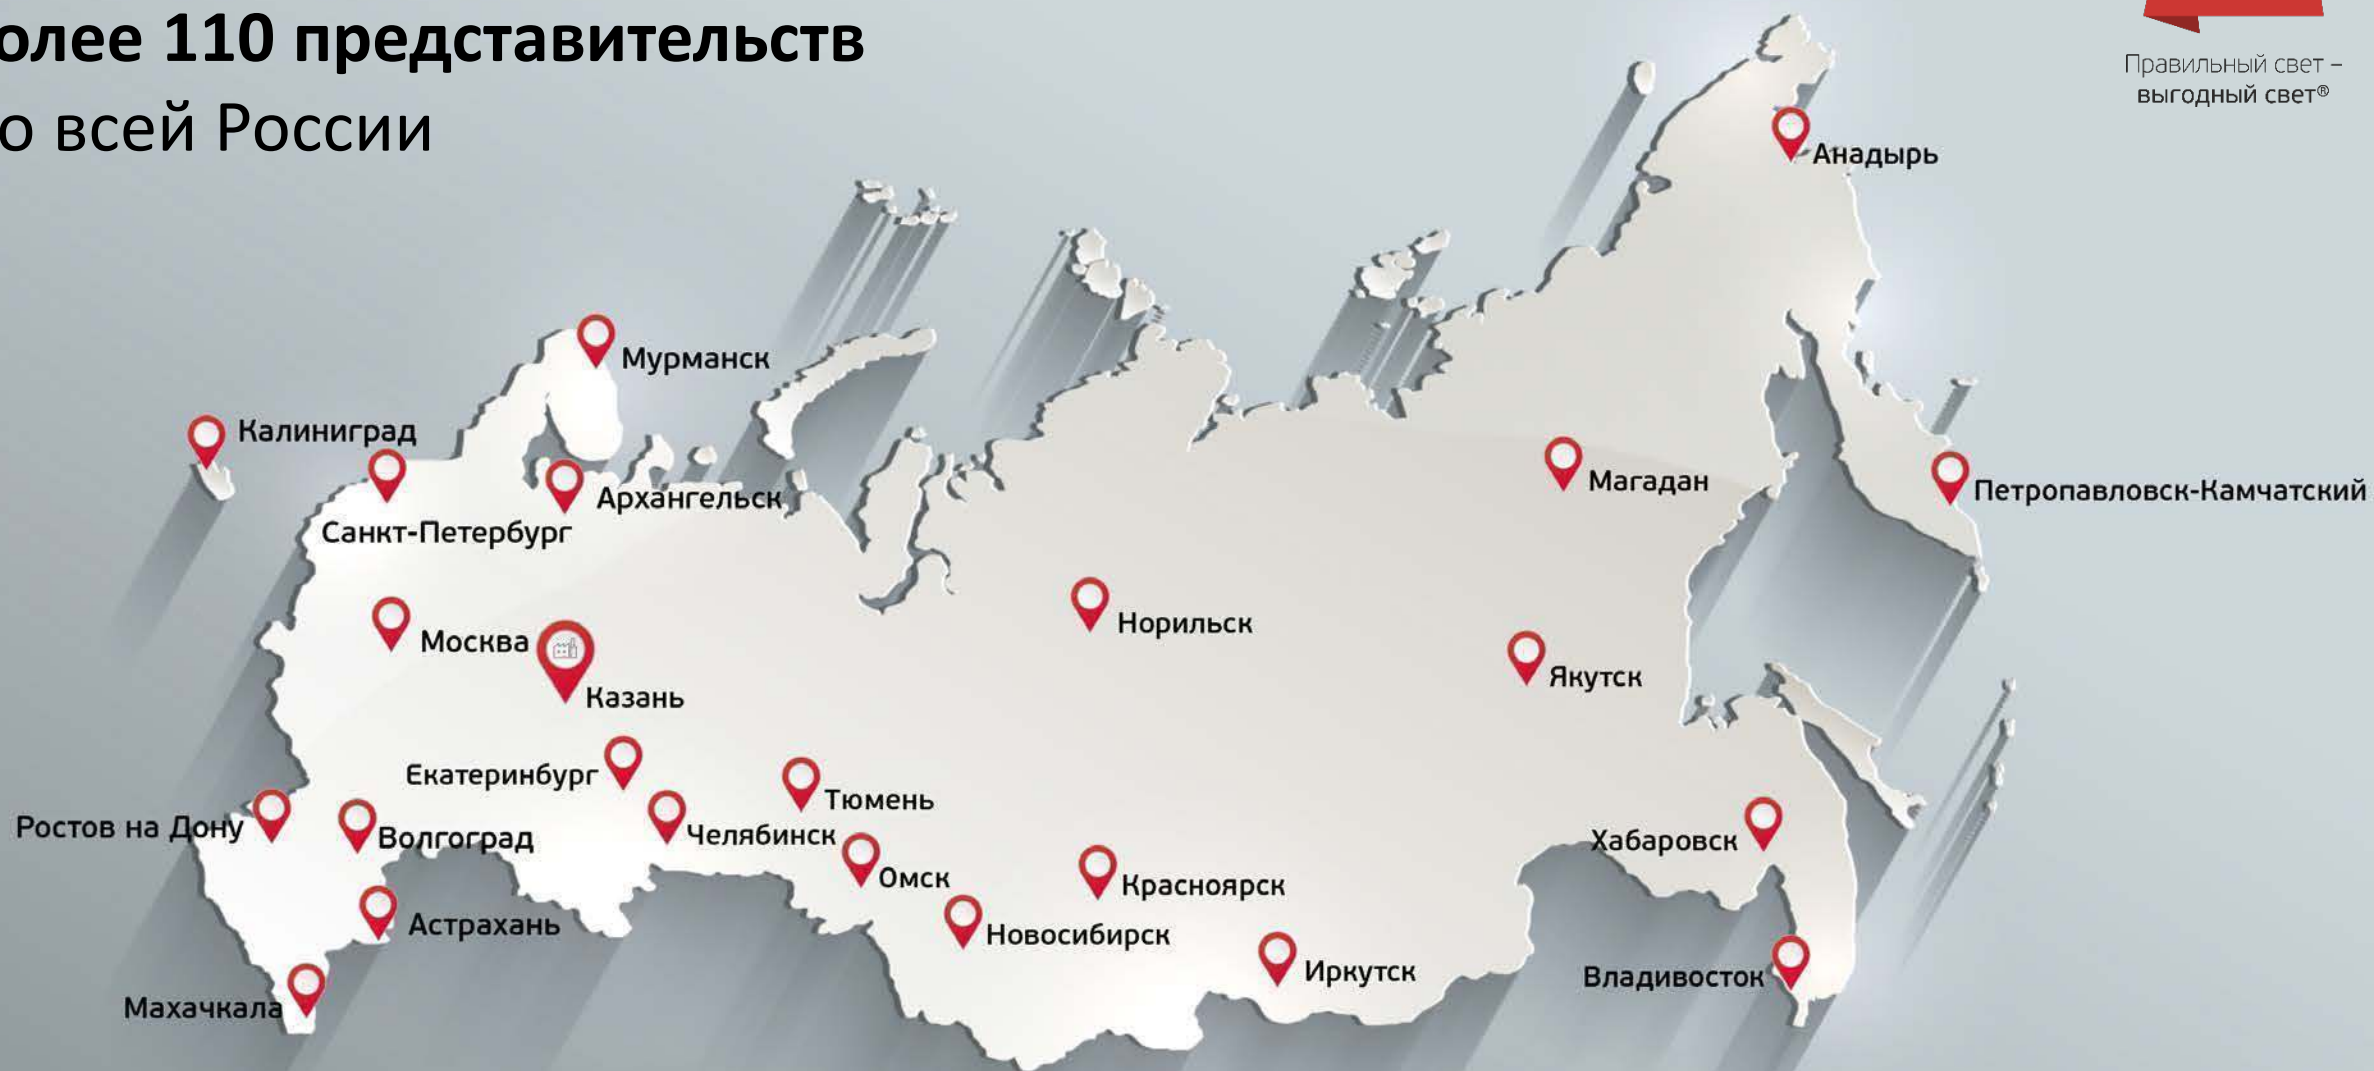 олее 110 представительств
о всей России
Правильный свет –
выгодный свет®
Анадырь
Мурманск
Калининград
Архангельск
Санкт-Петербург
Магадан
Петропавловск-Камчатский
Норильск
Москва
Якутск
Казань
Екатеринбург
Тюмень
Ростов на Дону
Волгоград
Челябинск
Хабаровск
Омск
Красноярск
Астрахань
Новосибирск
Иркутск
Владивосток
Махачкала